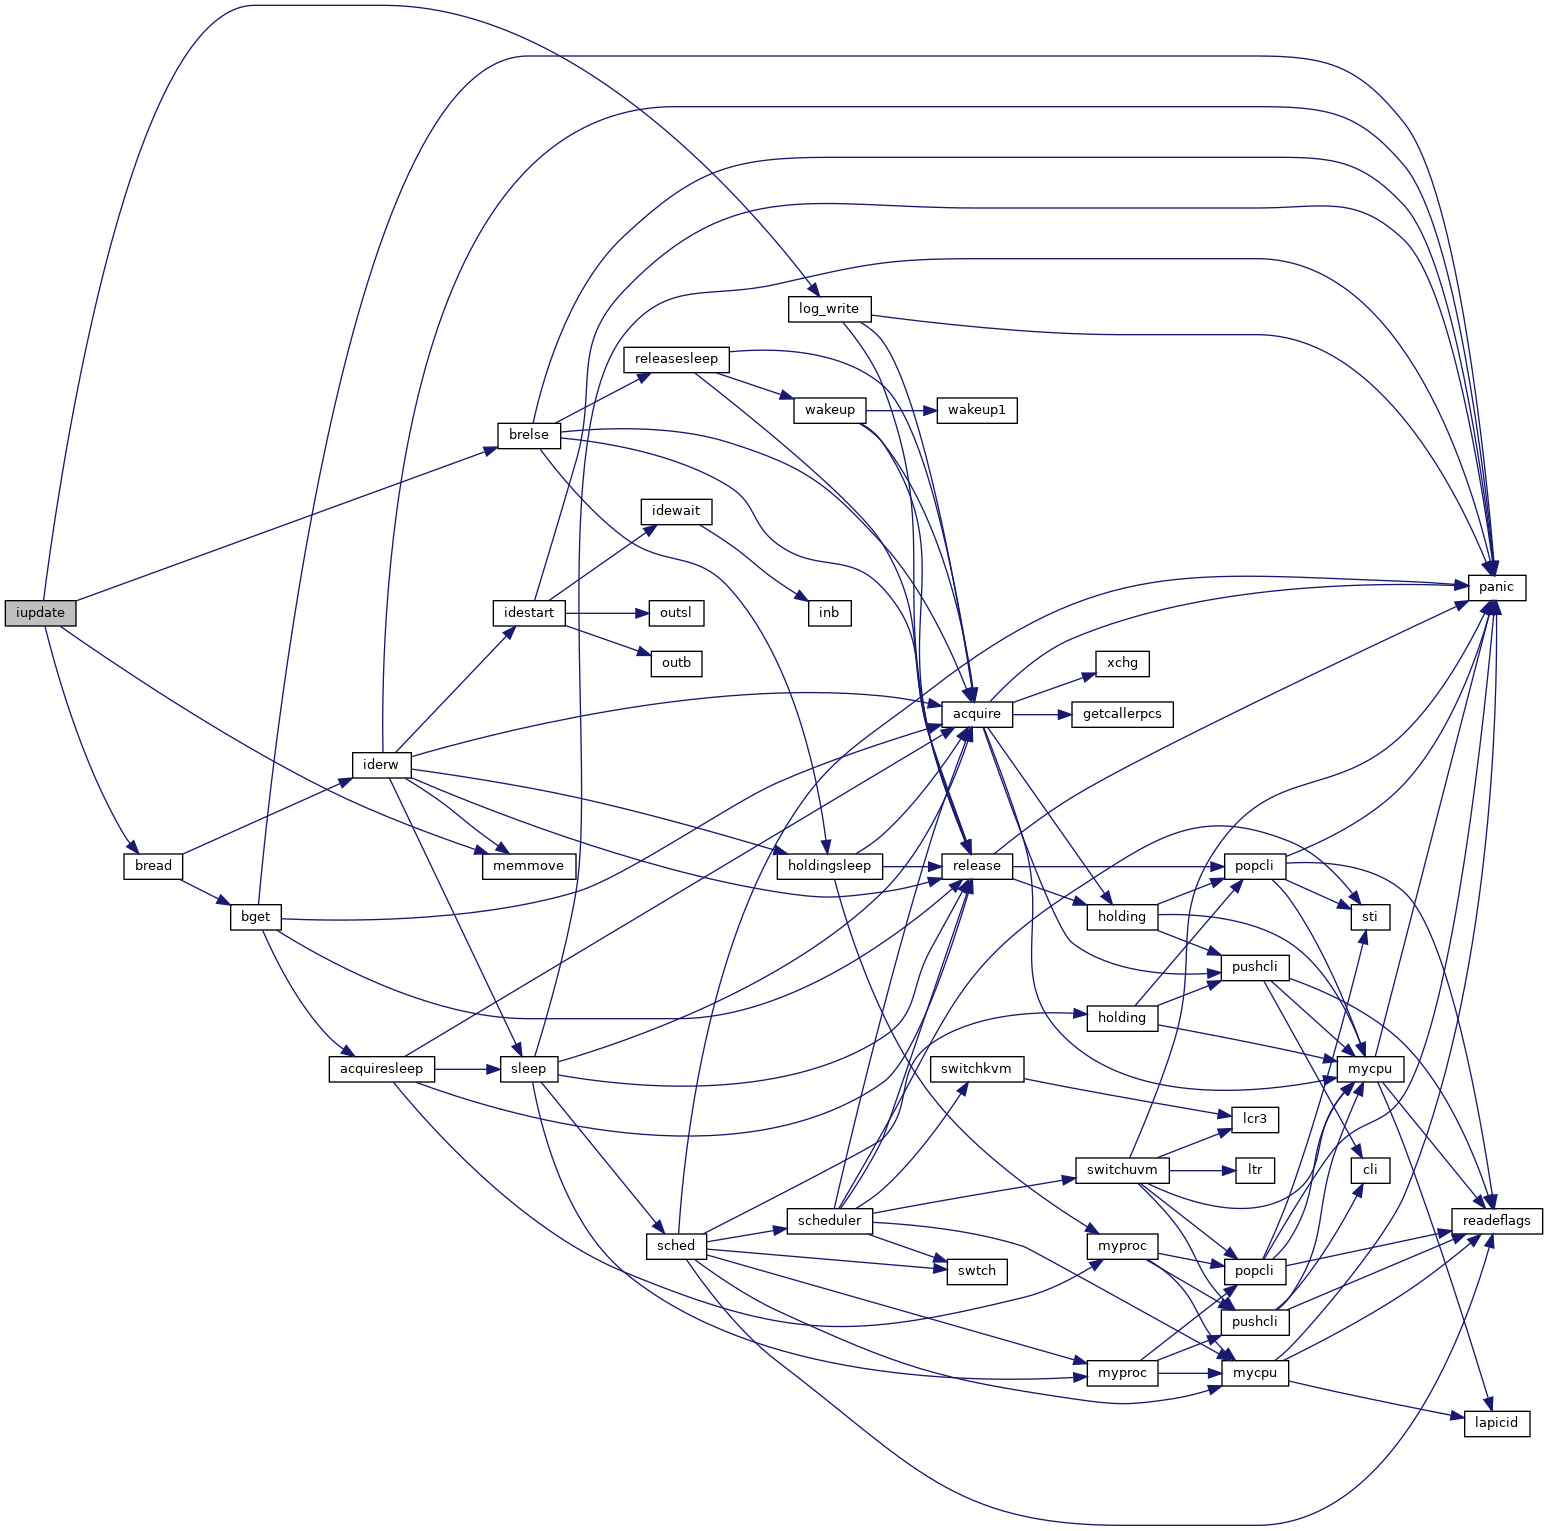 log_write
releasesleep
wakeup
wakeup1
brelse
idewait
panic
iupdate
idestart
outsl
inb
outb
xchg
acquire
getcallerpcs
iderw
bread
memmove
holdingsleep
release
popcli
bget
holding
sti
pushcli
holding
acquiresleep
sleep
switchkvm
mycpu
lcr3
switchuvm
ltr
cli
scheduler
readeflags
sched
myproc
swtch
popcli
pushcli
myproc
mycpu
lapicid